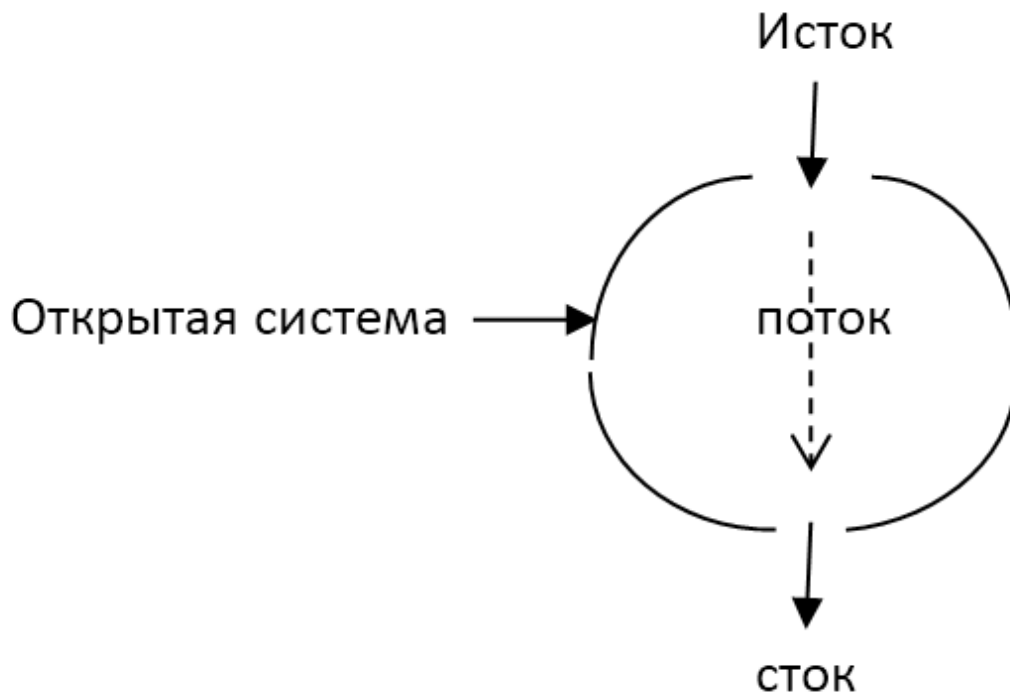 Исток
Открытая система
поток
сток